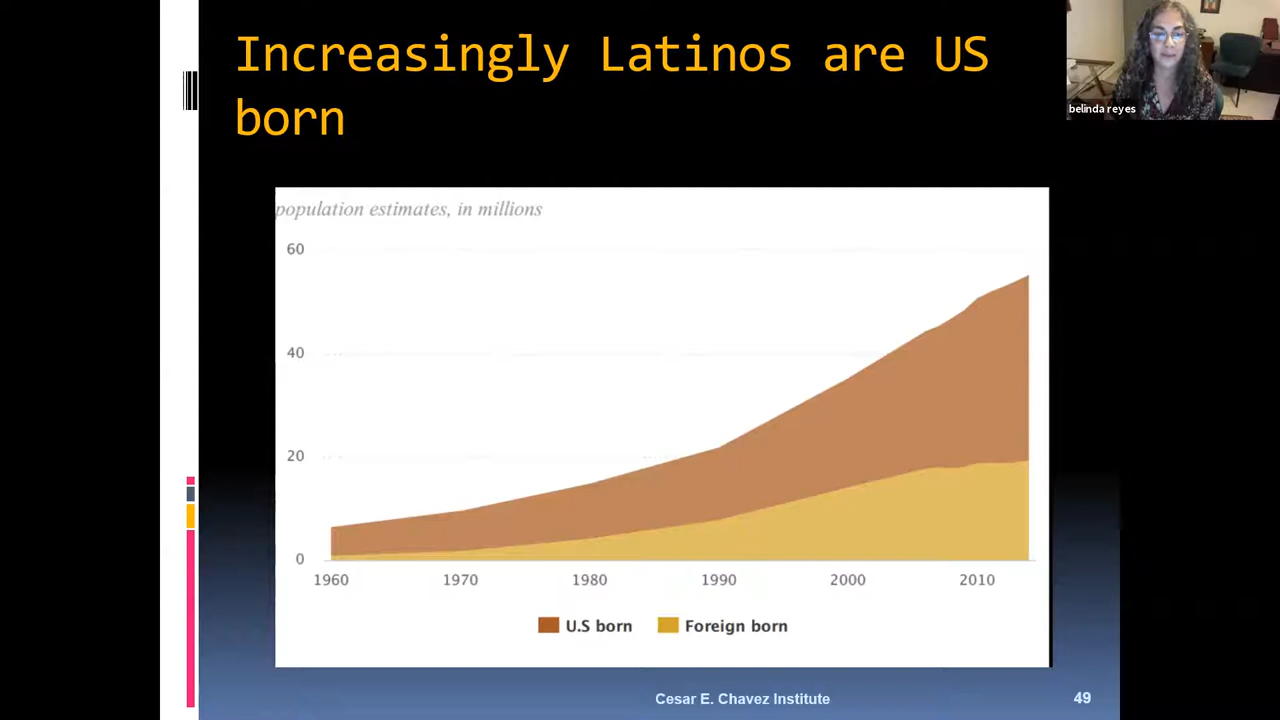 Increasingly Latinos are US
born
belinda reyes
population estimates, in millions
60
40
20
0
1960 1970 1980 1990 2000 2010
U.S born Foreign born
Cesar E. Chavez Institute 49